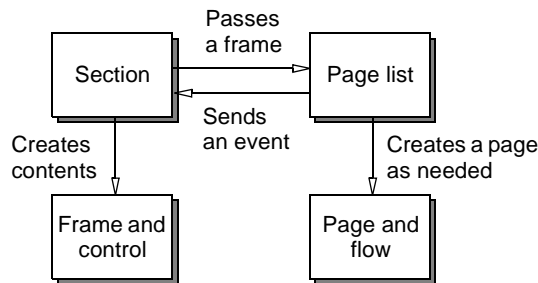 Passes
a frame
Section
Page list
Sends
an event
Creates
contents
Creates a page
as needed
Frame and
control
Page and
flow